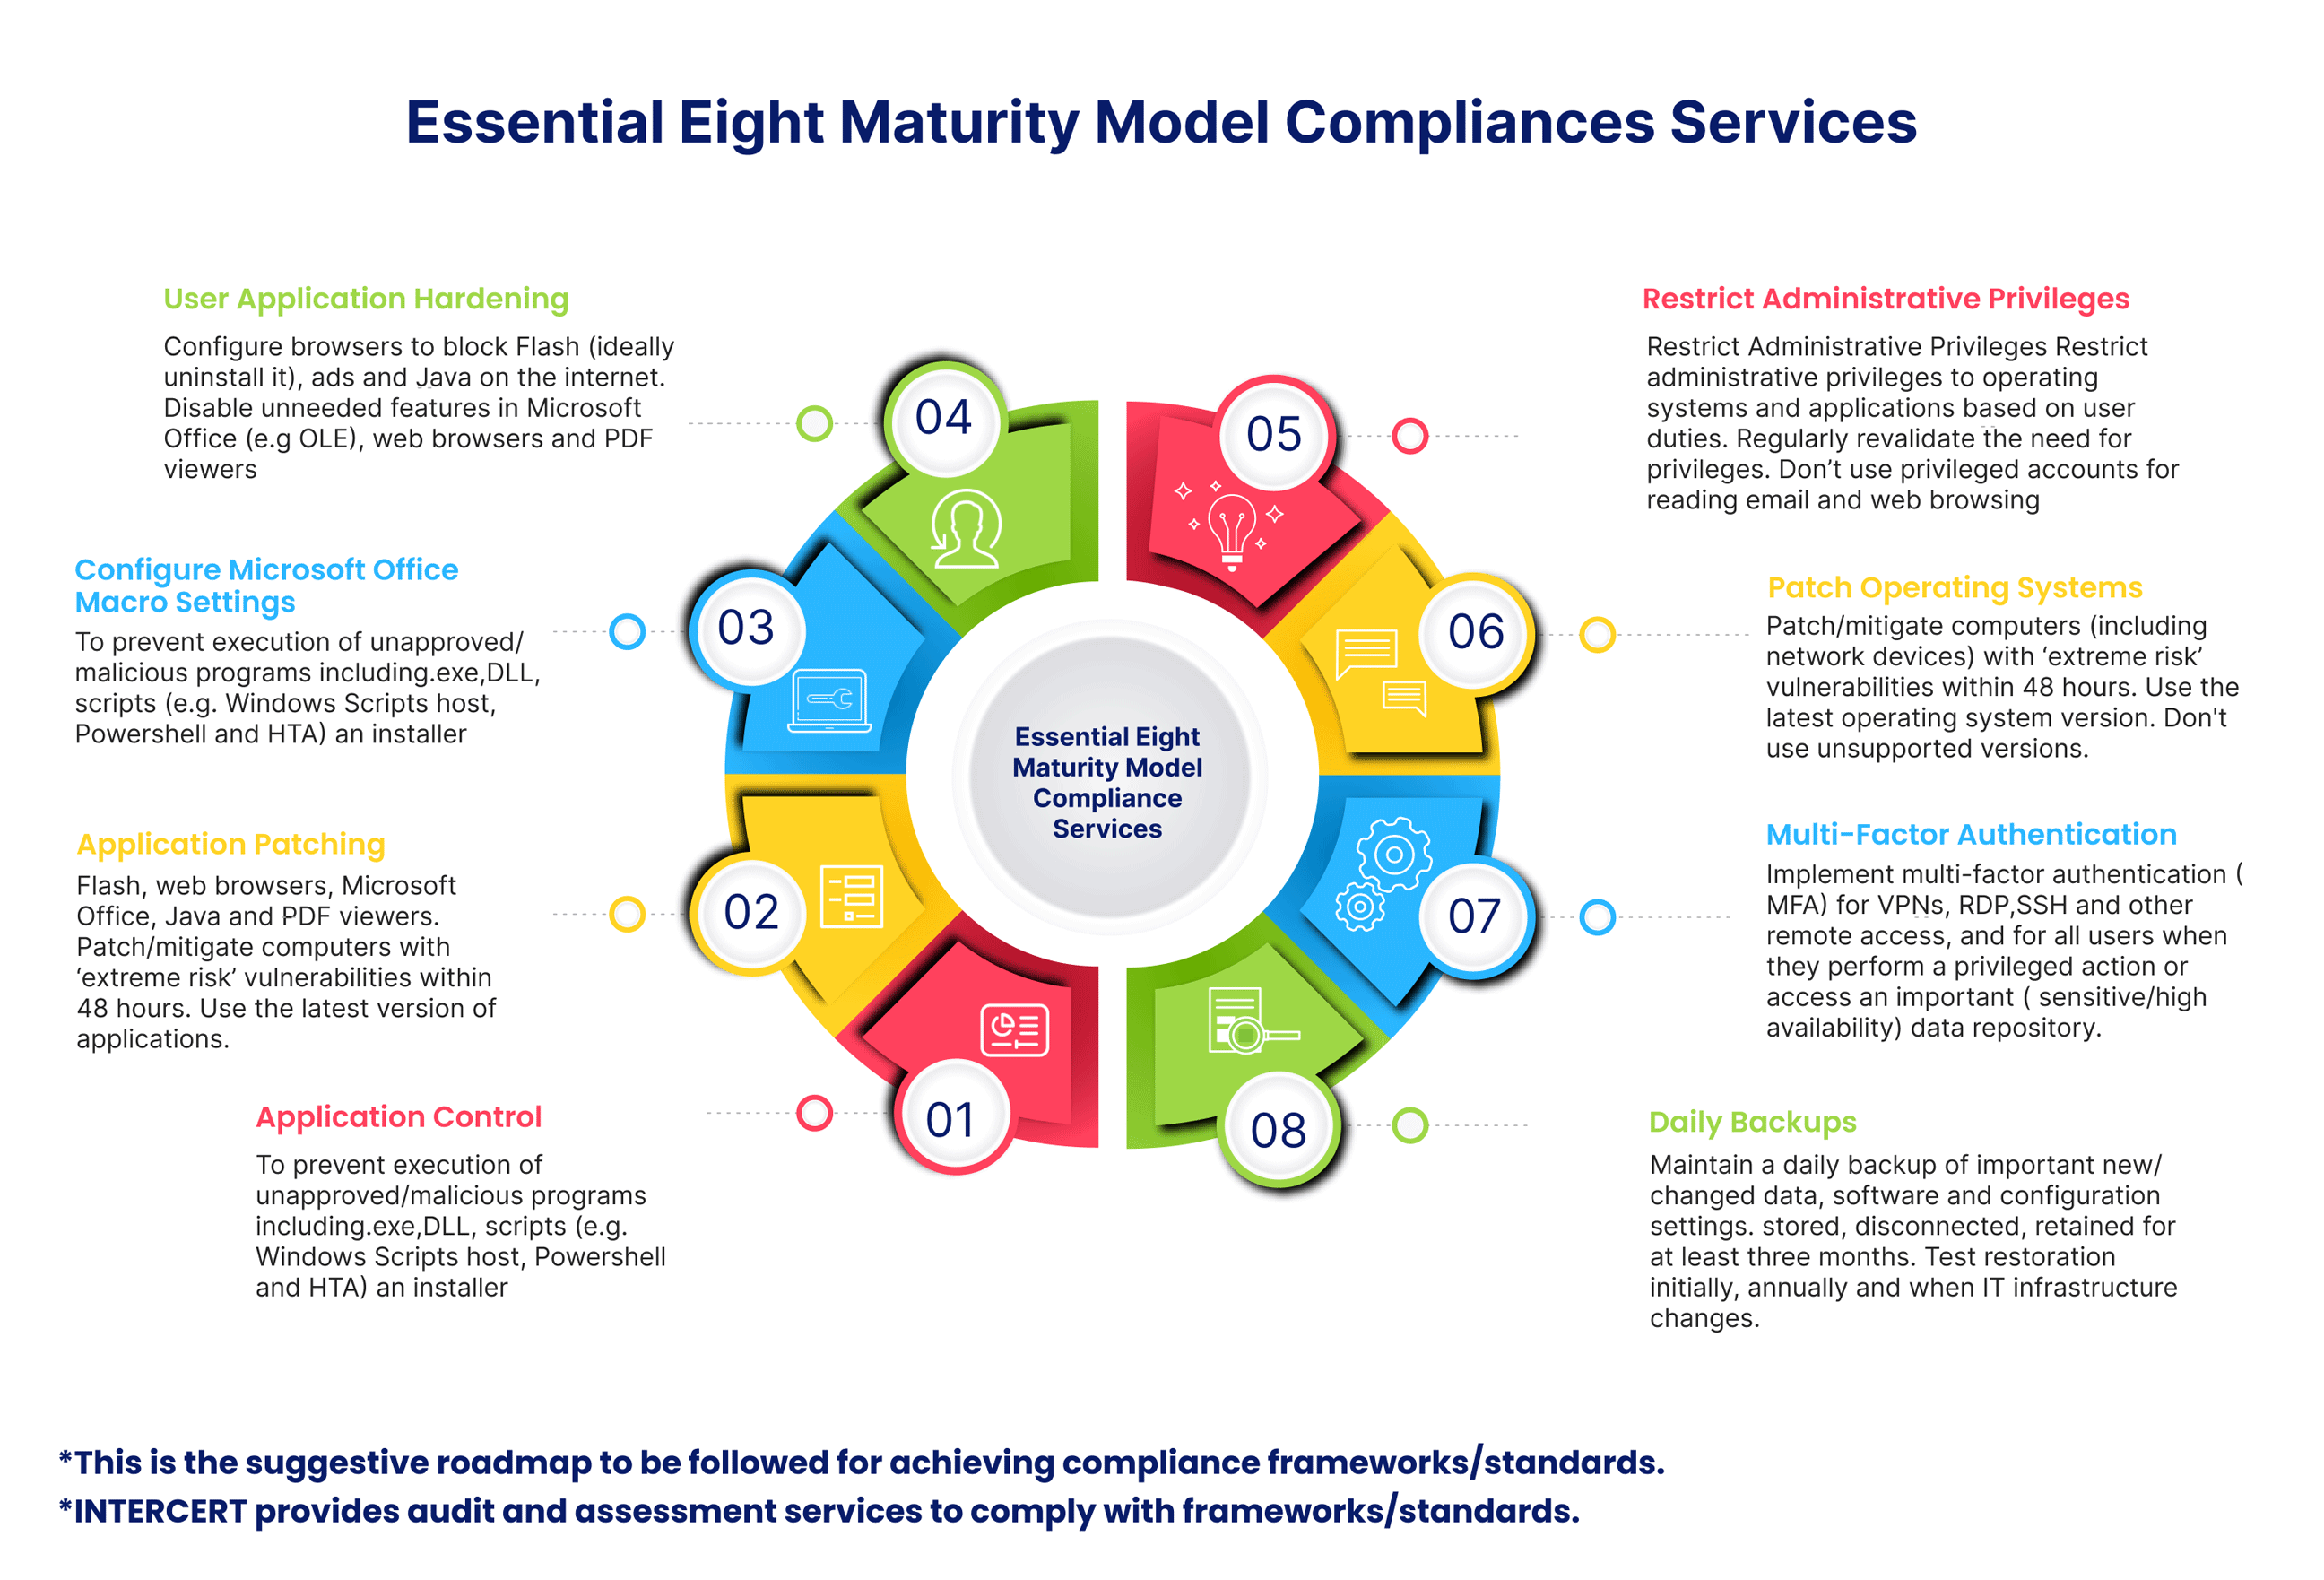 Essential Eight Maturity Model Compliances Services
User Application Hardening
Configure browsers to block Flash (ideally
uninstall it), ads and Java on the internet.
Disable unneeded features in Microsoft
Office (e.g OLE), web browsers and PDF
viewers
Configure Microsoft Office
Macro Settings
To prevent execution of unapproved/
malicious programs including.exe,DLL,
scripts (e.g. Windows Scripts host,
Powershell and HTA) an installer
Application Patching
Flash, web browsers, Microsoft
Office, Java and PDF viewers.
Patch/mitigate computers with
‘extreme risk’ vulnerabilities within
48 hours. Use the latest version of
applications.
Application Control
To prevent execution of
unapproved/malicious programs
including.exe,DLL, scripts (e.g.
Windows Scripts host, Powershell
and HTA) an installer
04
03
02
01
Essential Eight
Maturity Model
Compliance
Services
05
06
07
08
Restrict Administrative Privileges
Restrict Administrative Privileges Restrict
administrative privileges to operating
systems and applications based on user
duties. Regularly revalidate the need for
privileges. Don’t use privileged accounts for
reading email and web browsing
Patch Operating Systems
Patch/mitigate computers (including
network devices) with ‘extreme risk’
vulnerabilities within 48 hours. Use the
latest operating system version. Don't
use unsupported versions.
Multi-Factor Authentication
Implement multi-factor authentication (
MFA) for VPNs, RDP,SSH and other
remote access, and for all users when
they perform a privileged action or
access an important ( sensitive/high
availability) data repository.
Daily Backups
Maintain a daily backup of important new/
changed data, software and configuration
settings. stored, disconnected, retained for
at least three months. Test restoration
initially, annually and when IT infrastructure
changes.
*This is the suggestive roadmap to be followed for achieving compliance frameworks/standards.
*INTERCERT provides audit and assessment services to comply with frameworks/standards.